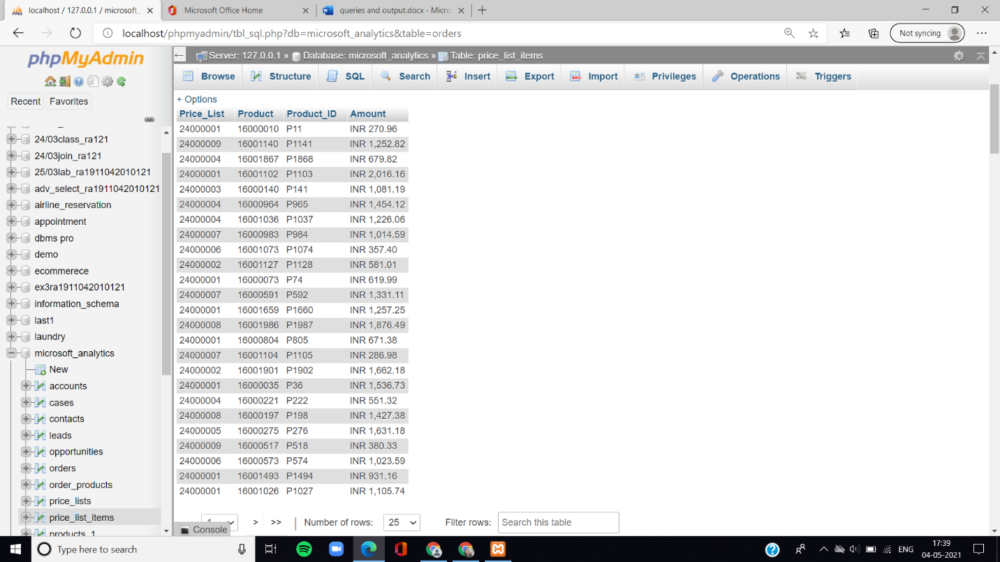 localhost / 127.0.0.1 / microsoft_
Microsoft Office Home
queries and output.docx - Micro
localhost/phpmyadmin/tbl_sql.php?db=microsoft_analytics&table=orders
Not syncing
phpMyAdmin
Recent Favorites
24/03class_ra121
24/03join_ra121
25/03lab_ra1911042010121
adv_select_ra1911042010121
airline_reservation
appointment
dbms pro
demo
ecommerece
ex3ra1911042010121
information_schema
last1
laundry
microsoft_analytics
New
accounts
cases
contacts
leads
opportunities
orders
order_products
price_lists
price_list_items
products_1
Server: 127.0.0.1 » Database: microsoft_analytics » Table: price_list_items
Browse Structure SQL Search Insert Export Import Privileges Operations Triggers
+ Options
Price_List Product Product_ID Amount
24000001 16000010 P11 INR 270.96
24000009 16001140 P1141 INR 1,252.82
24000004 16001867 P1868 INR 679.82
24000001 16001102 P1103 INR 2,016.16
24000003 16000140 P141 INR 1,081.19
24000004 16000964 P965 INR 1,454.12
24000004 16001036 P1037 INR 1,226.06
24000007 16000983 P984 INR 1,014.59
24000006 16001073 P1074 INR 357.40
24000002 16001127 P1128 INR 581.01
24000001 16000073 P74 INR 619.99
24000007 16000591 P592 INR 1,331.11
24000001 16001659 P1660 INR 1,257.25
24000008 16001986 P1987 INR 1,876.49
24000001 16000804 P805 INR 671.38
24000007 16001104 P1105 INR 286.98
24000002 16001901 P1902 INR 1,662.18
24000001 16000035 P36 INR 1,536.73
24000004 16000221 P222 INR 551.32
24000008 16000197 P198 INR 1,427.38
24000005 16000275 P276 INR 1,631.18
24000009 16000517 P518 INR 380.33
24000006 16000573 P574 INR 1,023.59
24000001 16001493 P1494 INR 931.16
24000001 16001026 P1027 INR 1,105.74
1 > >> | Number of rows: 25 Filter rows: Search this table
Console
Type here to search
ENG
17:39
04-05-2021